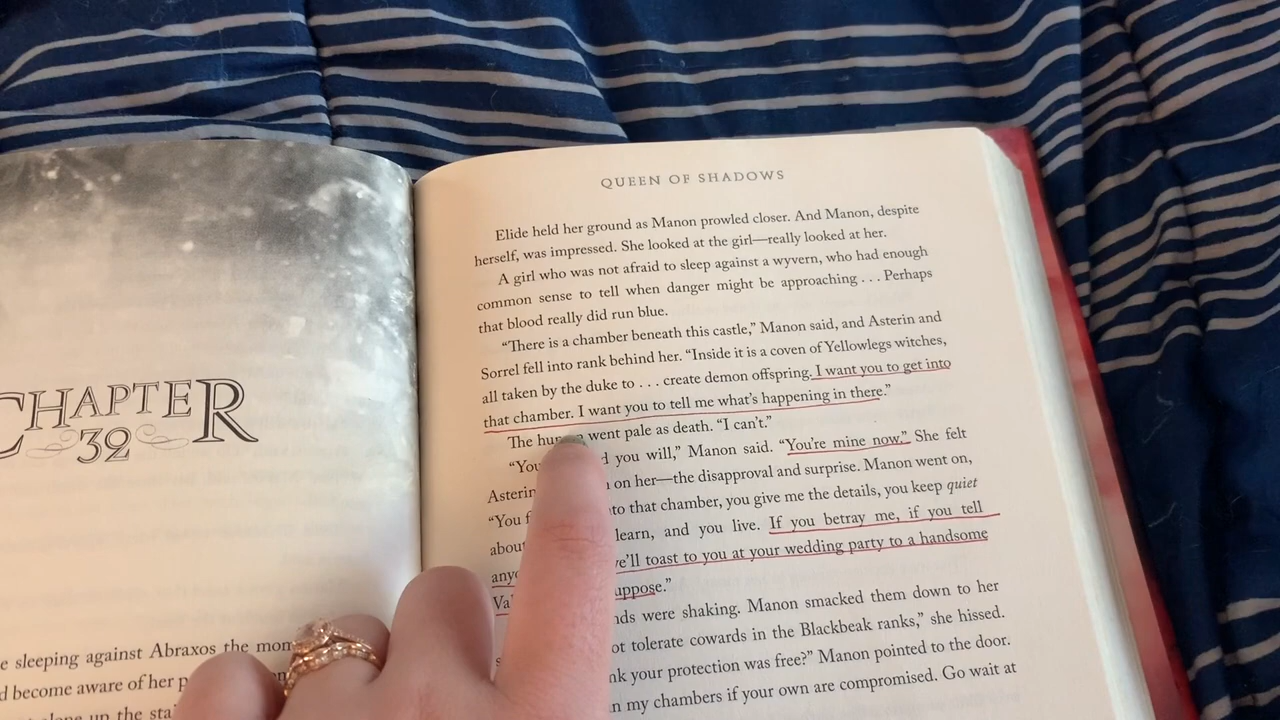 CHAPTER
32
e sleeping against Abraxos the mor
d become aware of her p
up the stal
QUEEN OF SHADOWS
Elide held her ground as Manon prowled closer. And Manon, despite
herself, was impressed. She looked at the girl—really looked at her.
A girl who was not afraid to sleep against a wyvern, who had enough
common sense to tell when danger might be approaching . . . Perhaps
that blood really did run blue.
“There is a chamber beneath this castle,” Manon said, and Asterin and
Sorrel fell into rank behind her. “Inside it is a coven of Yellowlegs witches,
all taken by the duke to . . . create demon offspring. I want you to get into
that chamber. I want you to tell me what’s happening in there.”
The went pale as death. “I can’t.”
“You you will,” Manon said. “You’re mine now.” She felt
Asterin on her—the disapproval and surprise. Manon went on,
“You to that chamber, you give me the details, you keep quiet
about learn, and you live. If you betray me, if you tell
we’ll toast to you at your wedding party to a handsome
uppose.”
nds were shaking. Manon smacked them down to her
ot tolerate cowards in the Blackbeak ranks,” she hissed.
nk your protection was free?” Manon pointed to the door.
n my chambers if your own are compromised. Go wait at